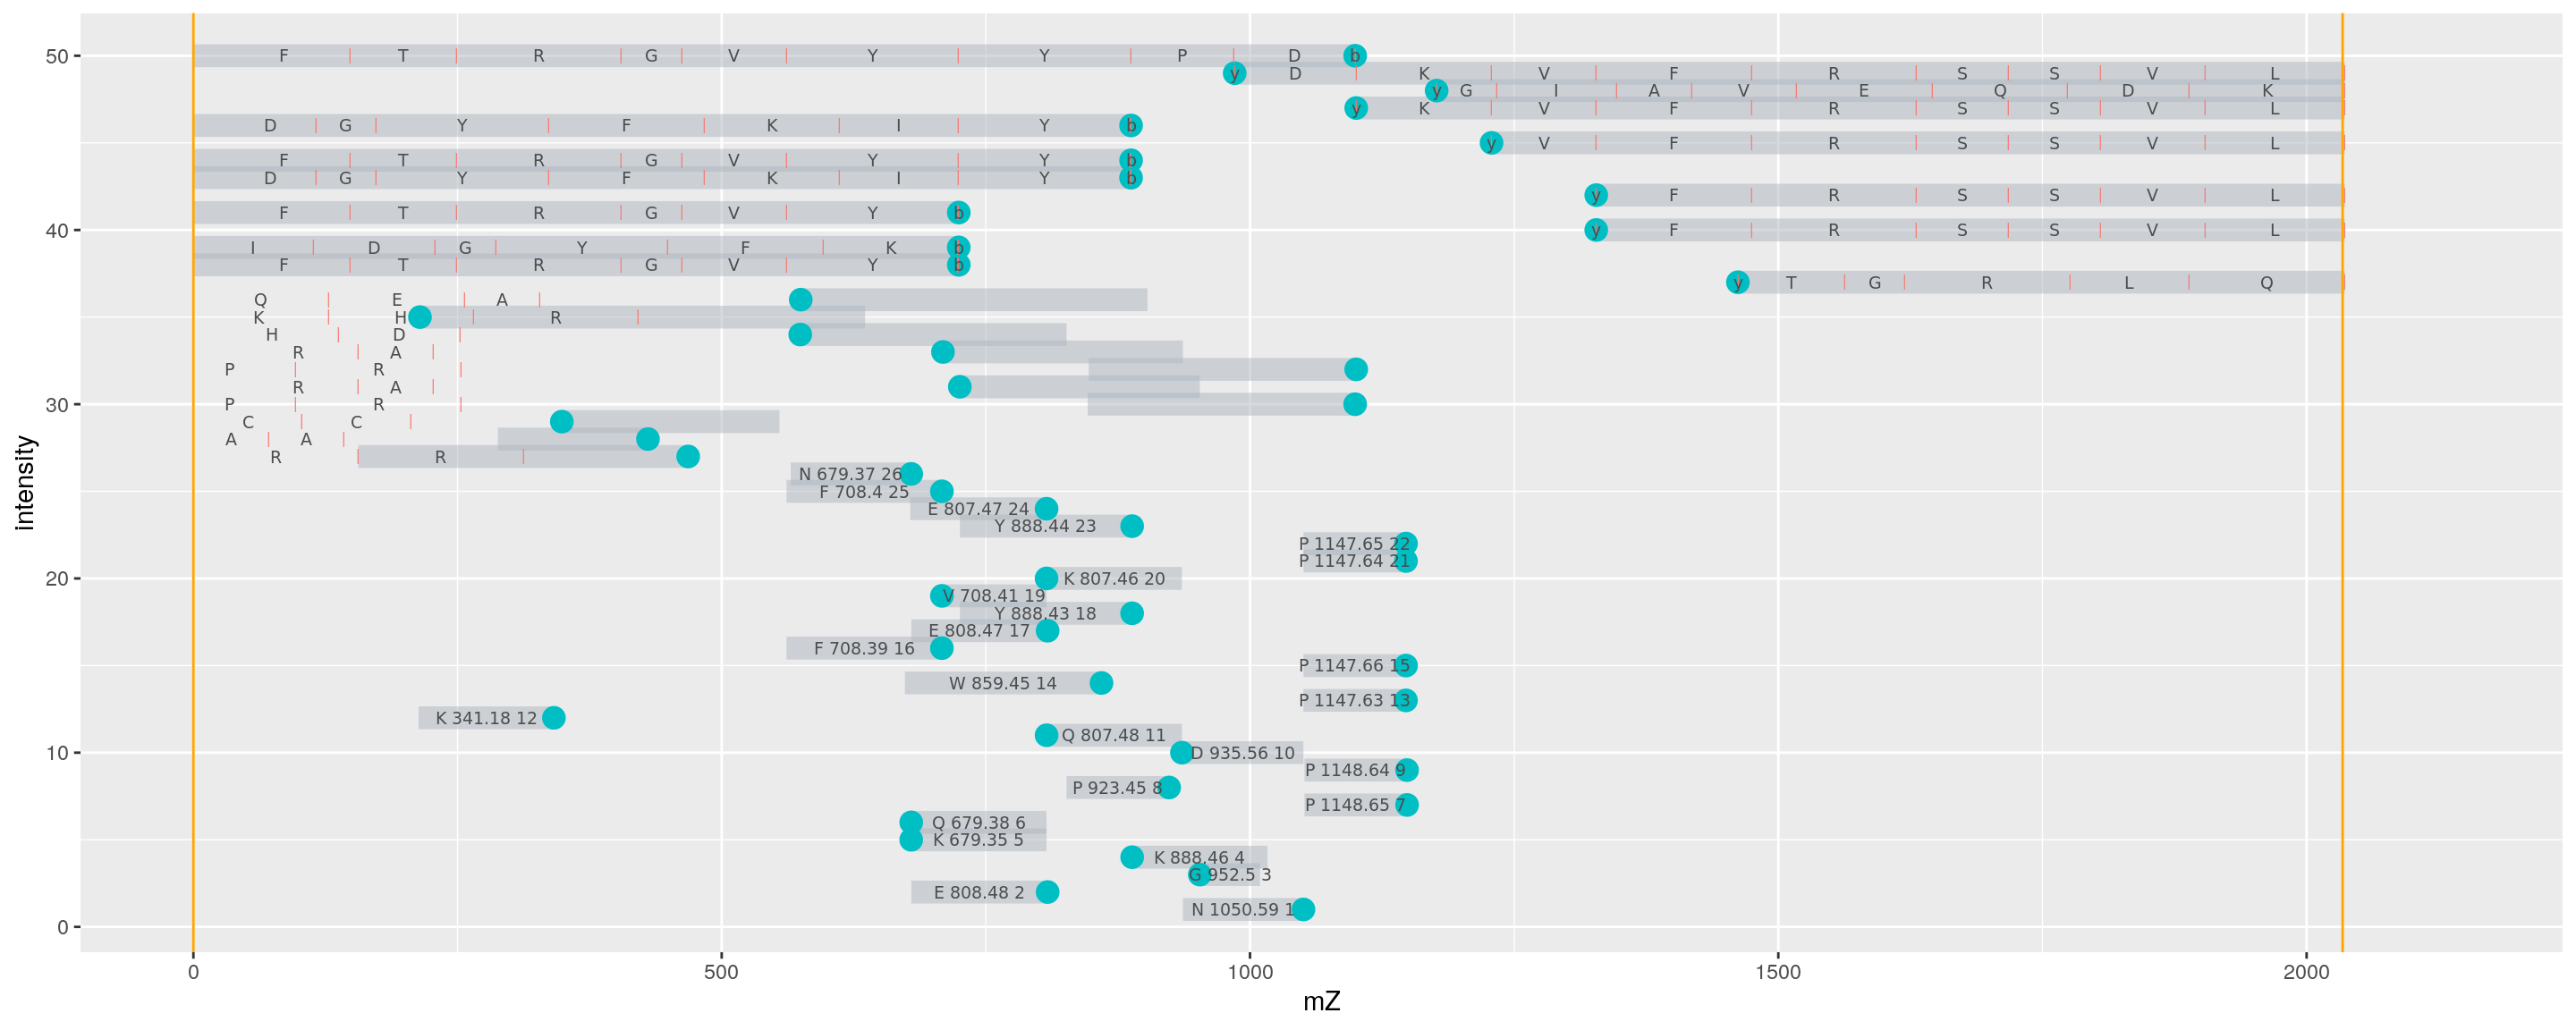 50
F T R G V Y Y P D b
y D K V F R S S V L
y G I A V E Q D K
y K V F R S S V L
D G Y F K I Y b
y V F R S S V L
F T R G V Y Y b
D G Y F K I Y b
y F R S S V L
F T R G V Y b
40
y F R S S V L
I D G Y F K b
F T R G V Y b
y T G R L Q
Q E A
K H R
H D
R A
P R
R A
30
P R
C C
A A
R R
N 679.37 26
F 708.4 25
E 807.47 24
Y 888.44 23
P 1147.65 22
P 1147.64 21
20
K 807.46 20
V 708.41 19
Y 888.43 18
E 808.47 17
F 708.39 16
P 1147.66 15
W 859.45 14
P 1147.63 13
K 341.18 12
Q 807.48 11
10
D 935.56 10
P 1148.64 9
P 923.45 8
P 1148.65 7
Q 679.38 6
K 679.35 5
K 888.46 4
G 952.5 3
E 808.48 2
N 1050.59 1
0
intensity
0 500 1000 1500 2000
mZ